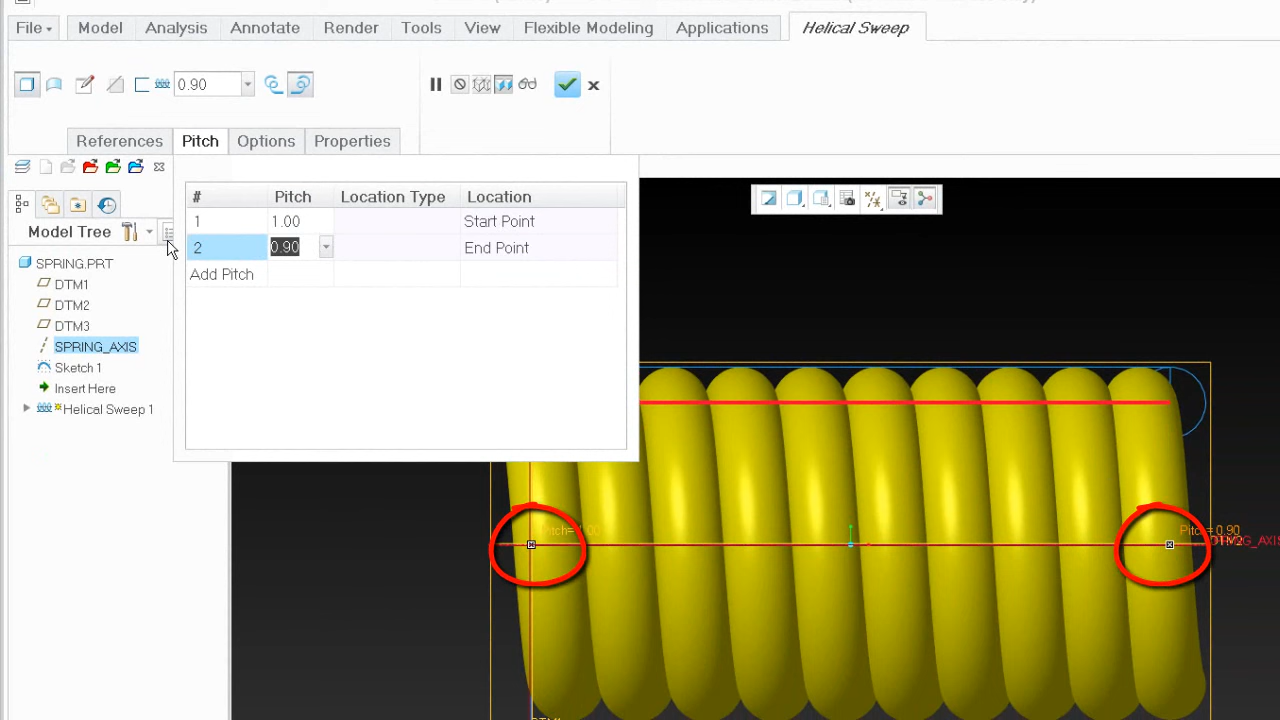 File Model Analysis Annotate Render Tools View Flexible Modeling Applications Helical Sweep
0.90
References Pitch Options Properties
# Pitch Location Type Location
1 1.00 Start Point
2 0.90 End Point
Add Pitch
Model Tree
SPRING.PRT
DTM1
DTM2
DTM3
SPRING_AXIS
Sketch 1
Insert Here
Helical Sweep 1
Pitch= 0.90